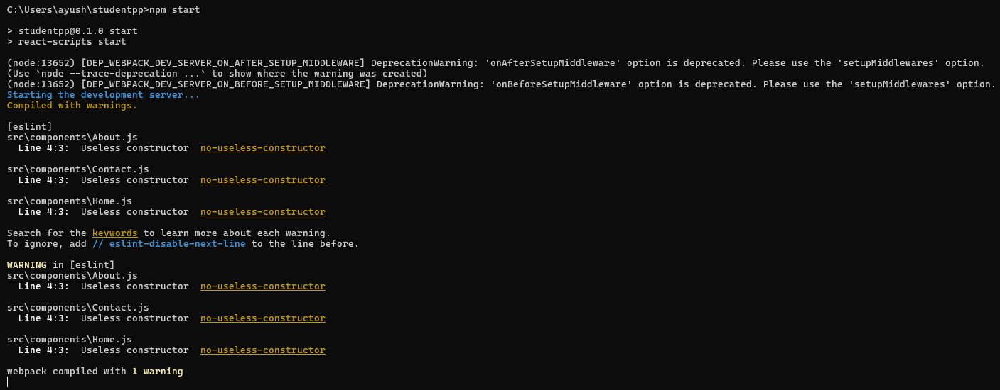 C:\Users\ayush\studentpp>npm start
> studentpp@0.1.0 start
> react-scripts start
(node:13652) [DEP_WEBPACK_DEV_SERVER_ON_AFTER_SETUP_MIDDLEWARE] DeprecationWarning: 'onAfterSetupMiddleware' option is deprecated. Please use the 'setupMiddlewares' option.
(Use `node --trace-deprecation ...` to show where the warning was created)
(node:13652) [DEP_WEBPACK_DEV_SERVER_ON_BEFORE_SETUP_MIDDLEWARE] DeprecationWarning: 'onBeforeSetupMiddleware' option is deprecated. Please use the 'setupMiddlewares' option.
Starting the development server...
Compiled with warnings.
[eslint]
src\components\About.js
Line 4:3:  Useless constructor  no-useless-constructor
src\components\Contact.js
Line 4:3:  Useless constructor  no-useless-constructor
src\components\Home.js
Line 4:3:  Useless constructor  no-useless-constructor
Search for the keywords to learn more about each warning.
To ignore, add // eslint-disable-next-line to the line before.
WARNING in [eslint]
src\components\About.js
Line 4:3:  Useless constructor  no-useless-constructor
src\components\Contact.js
Line 4:3:  Useless constructor  no-useless-constructor
src\components\Home.js
Line 4:3:  Useless constructor  no-useless-constructor
webpack compiled with 1 warning